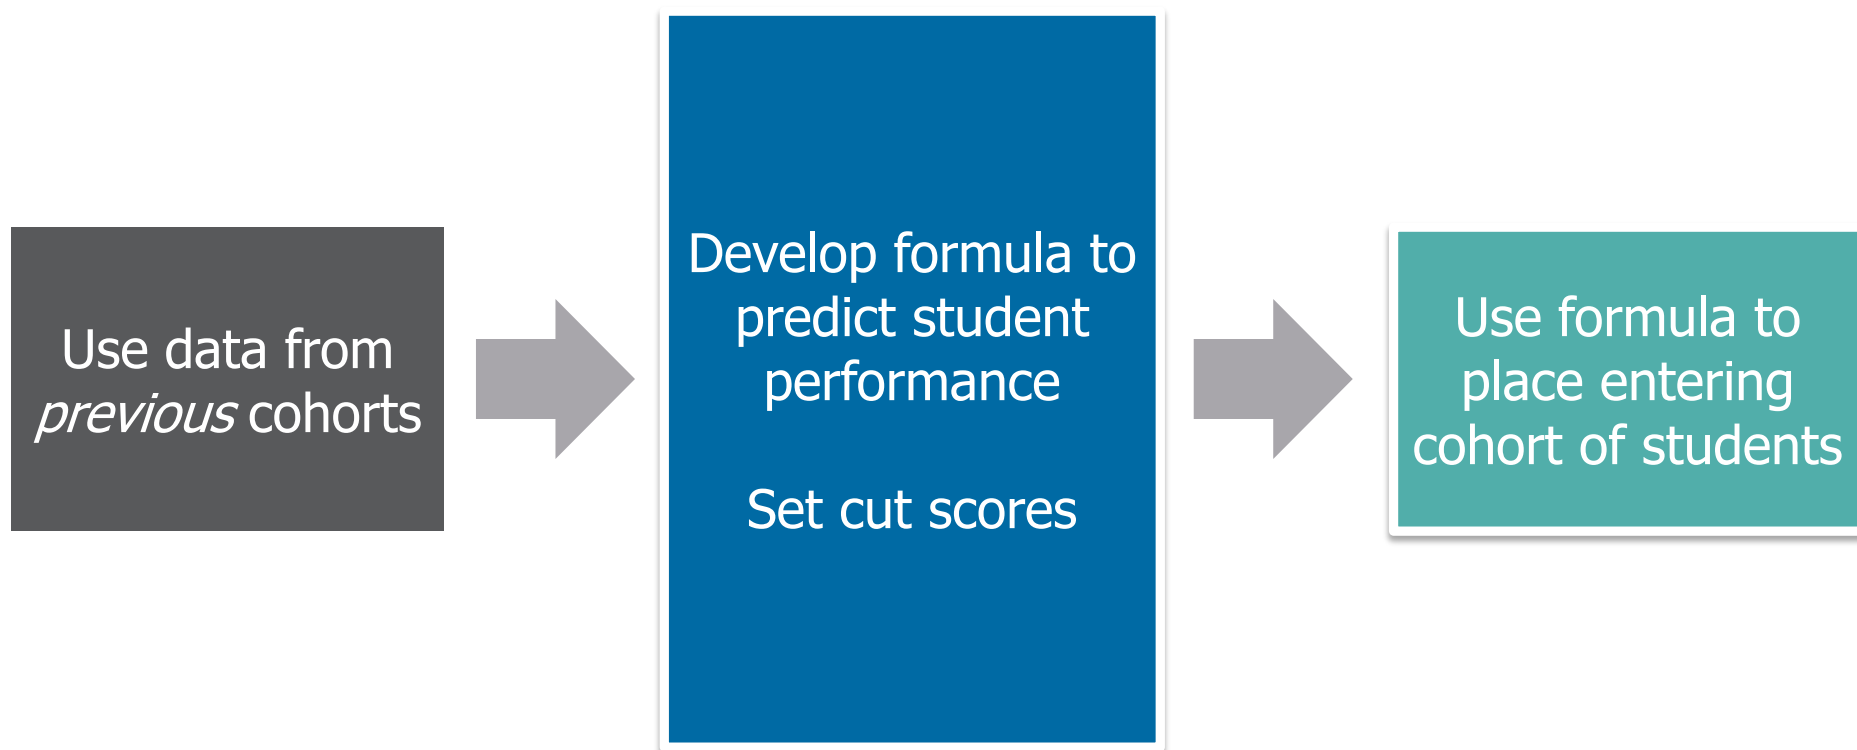 Use data from
previous cohorts
Develop formula to
predict student
performance
Set cut scores
Use formula to
place entering
cohort of students